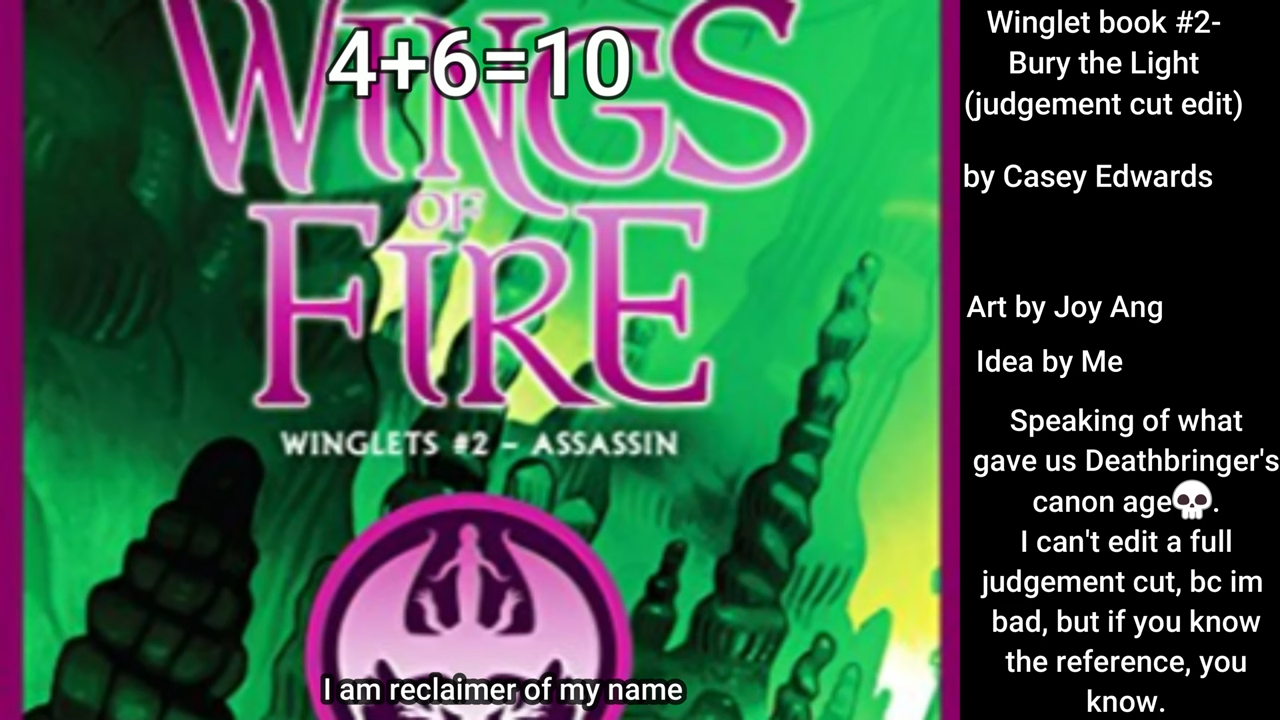 WINGS
4+6=10
OF
FIRE
WINGLETS #2 – ASSASSIN
I am reclaimer of my name
Winglet book #2-
Bury the Light
(judgement cut edit)
by Casey Edwards
Art by Joy Ang
Idea by Me
Speaking of what
gave us Deathbringer's
canon age💀.
I can't edit a full
judgement cut, bc im
bad, but if you know
the reference, you
know.